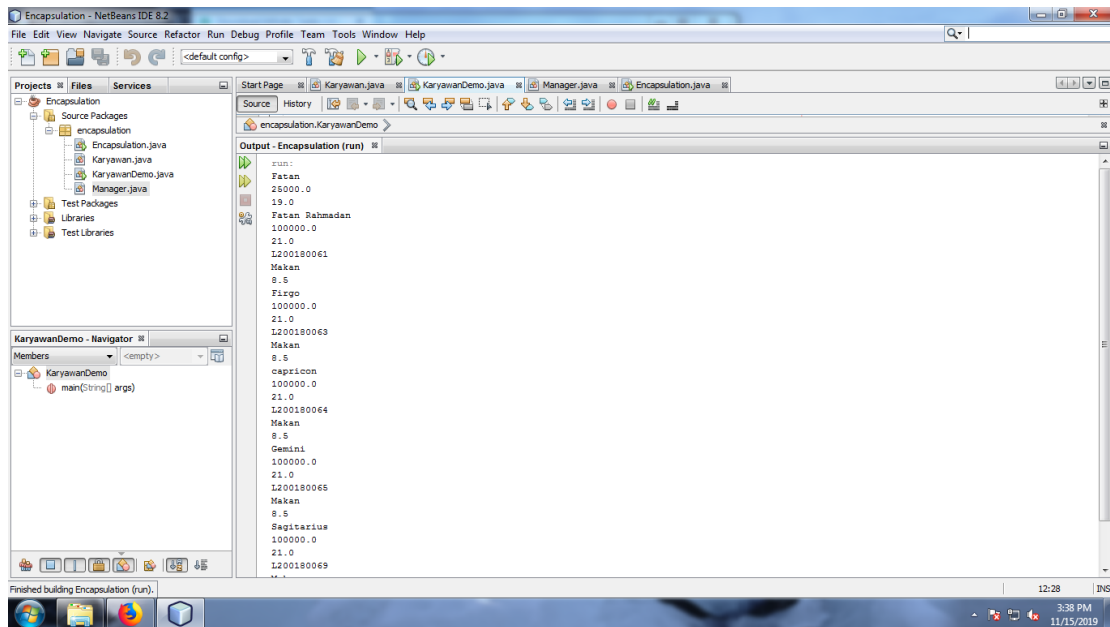 Encapsulation - NetBeans IDE 8.2
File Edit View Navigate Source Refactor Run Debug Profile Team Tools Window Help
<default config>
Projects Files Services
Start Page Karyawan.java KaryawanDemo.java Manager.java Encapsulation.java
Encapsulation
Source Packages
encapsulation
Encapsulation.java
Karyawan.java
KaryawanDemo.java
Manager.java
Test Packages
Libraries
Test Libraries
Source History
encapsulation.KaryawanDemo
Output - Encapsulation (run)
run:
Fatan
25000.0
19.0
Fatan Rahmadan
100000.0
21.0
L200180061
Makan
8.5
Firgo
100000.0
21.0
L200180063
Makan
8.5
capricon
100000.0
21.0
L200180064
Makan
8.5
Gemini
100000.0
21.0
L200180065
Makan
8.5
Sagitarius
100000.0
21.0
L200180069
KaryawanDemo - Navigator
Members <empty>
KaryawanDemo
main(String[] args)
Finished building Encapsulation (run).
12:28 INS
3:38 PM
11/15/2019